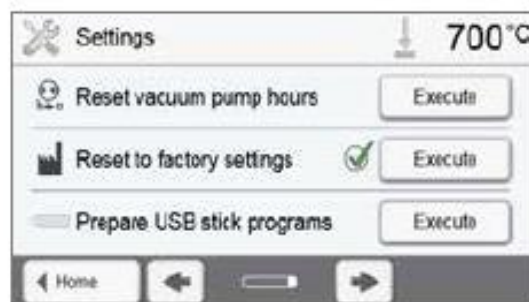 Settings 700°C
Reset vacuum pump hours Execute
Reset to factory settings Execute
Prepare USB stick programs Execute
Home